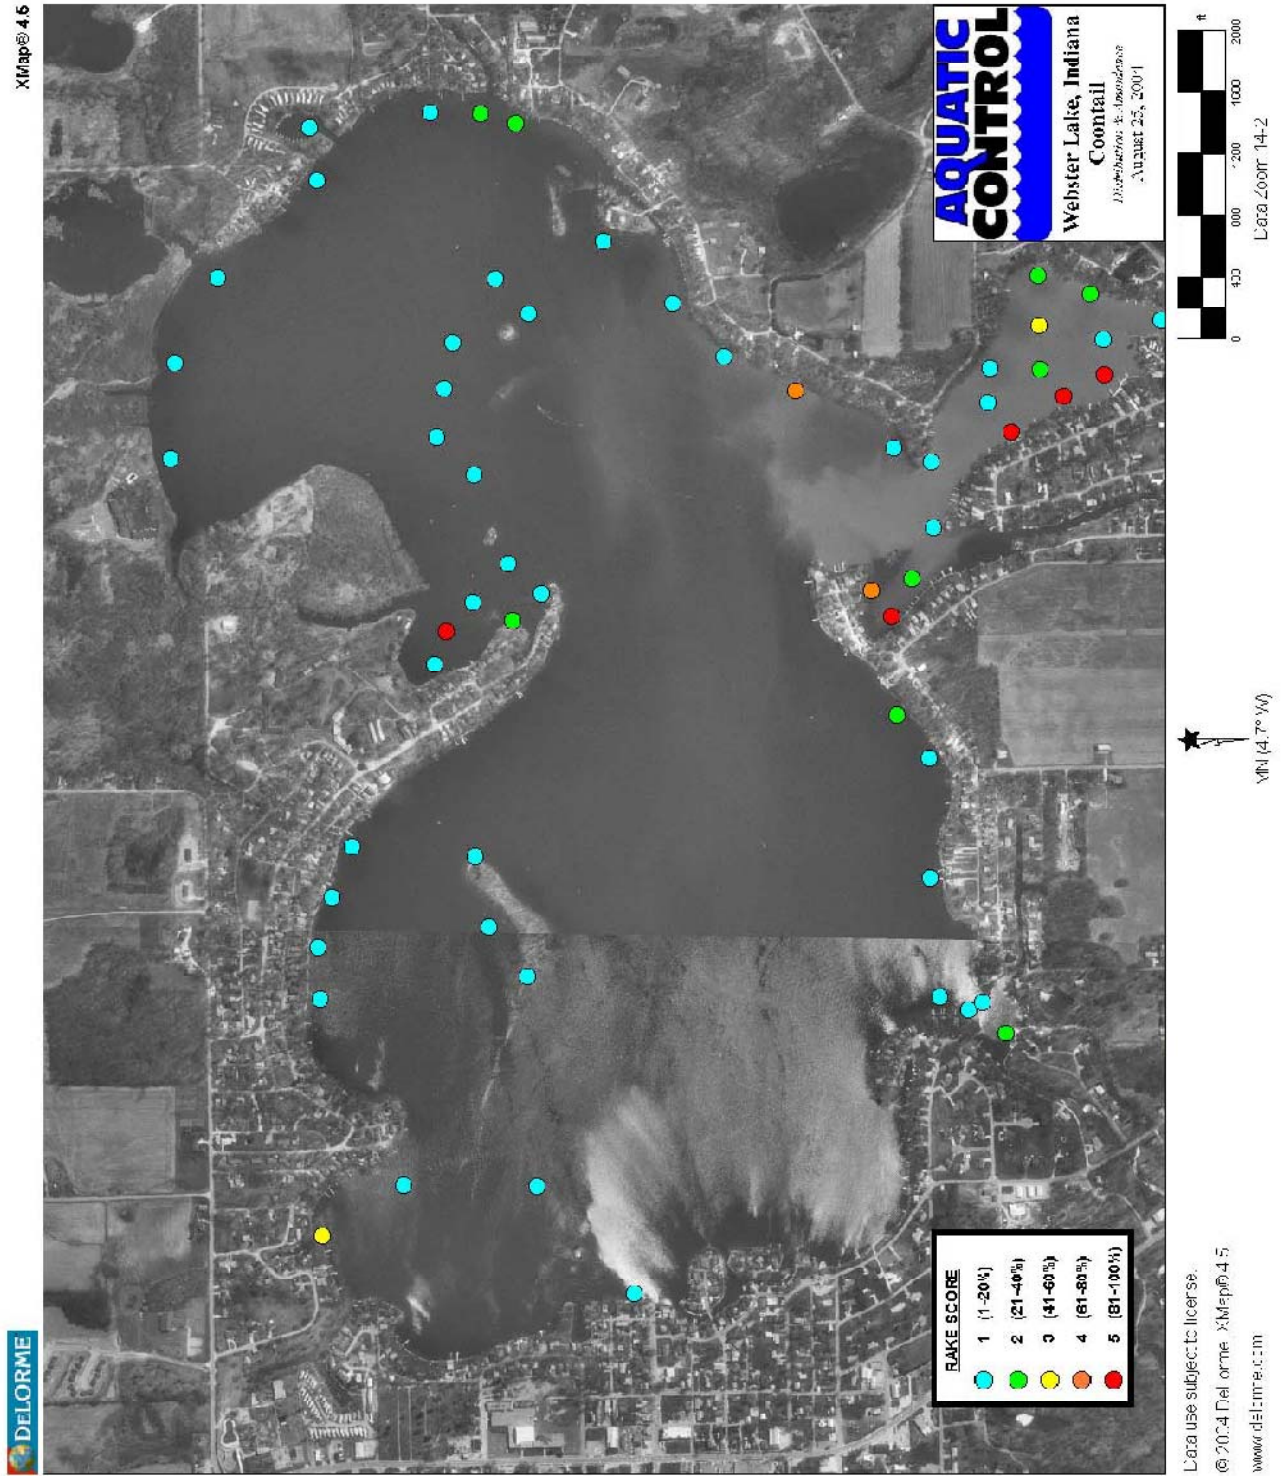 DELORME
XMap® 4.5
AQUATIC
CONTROL
Webster Lake, Indiana
Coontail
Distribution & Abundance
August 25, 2004
RAKE SCORE
1 (1-20%)
2 (21-40%)
3 (41-60%)
4 (61-80%)
5 (81-100%)
Data use subject to license.
© 2004 DeLorme. XMap® 4.5
www.delorme.com
MN (4.7° W)
ft
0 400 1000 2000
Data Zoom 14-2